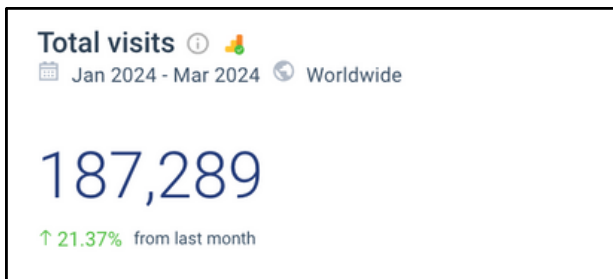 Total visits
Jan 2024 - Mar 2024 Worldwide
187,289
↑ 21.37% from last month